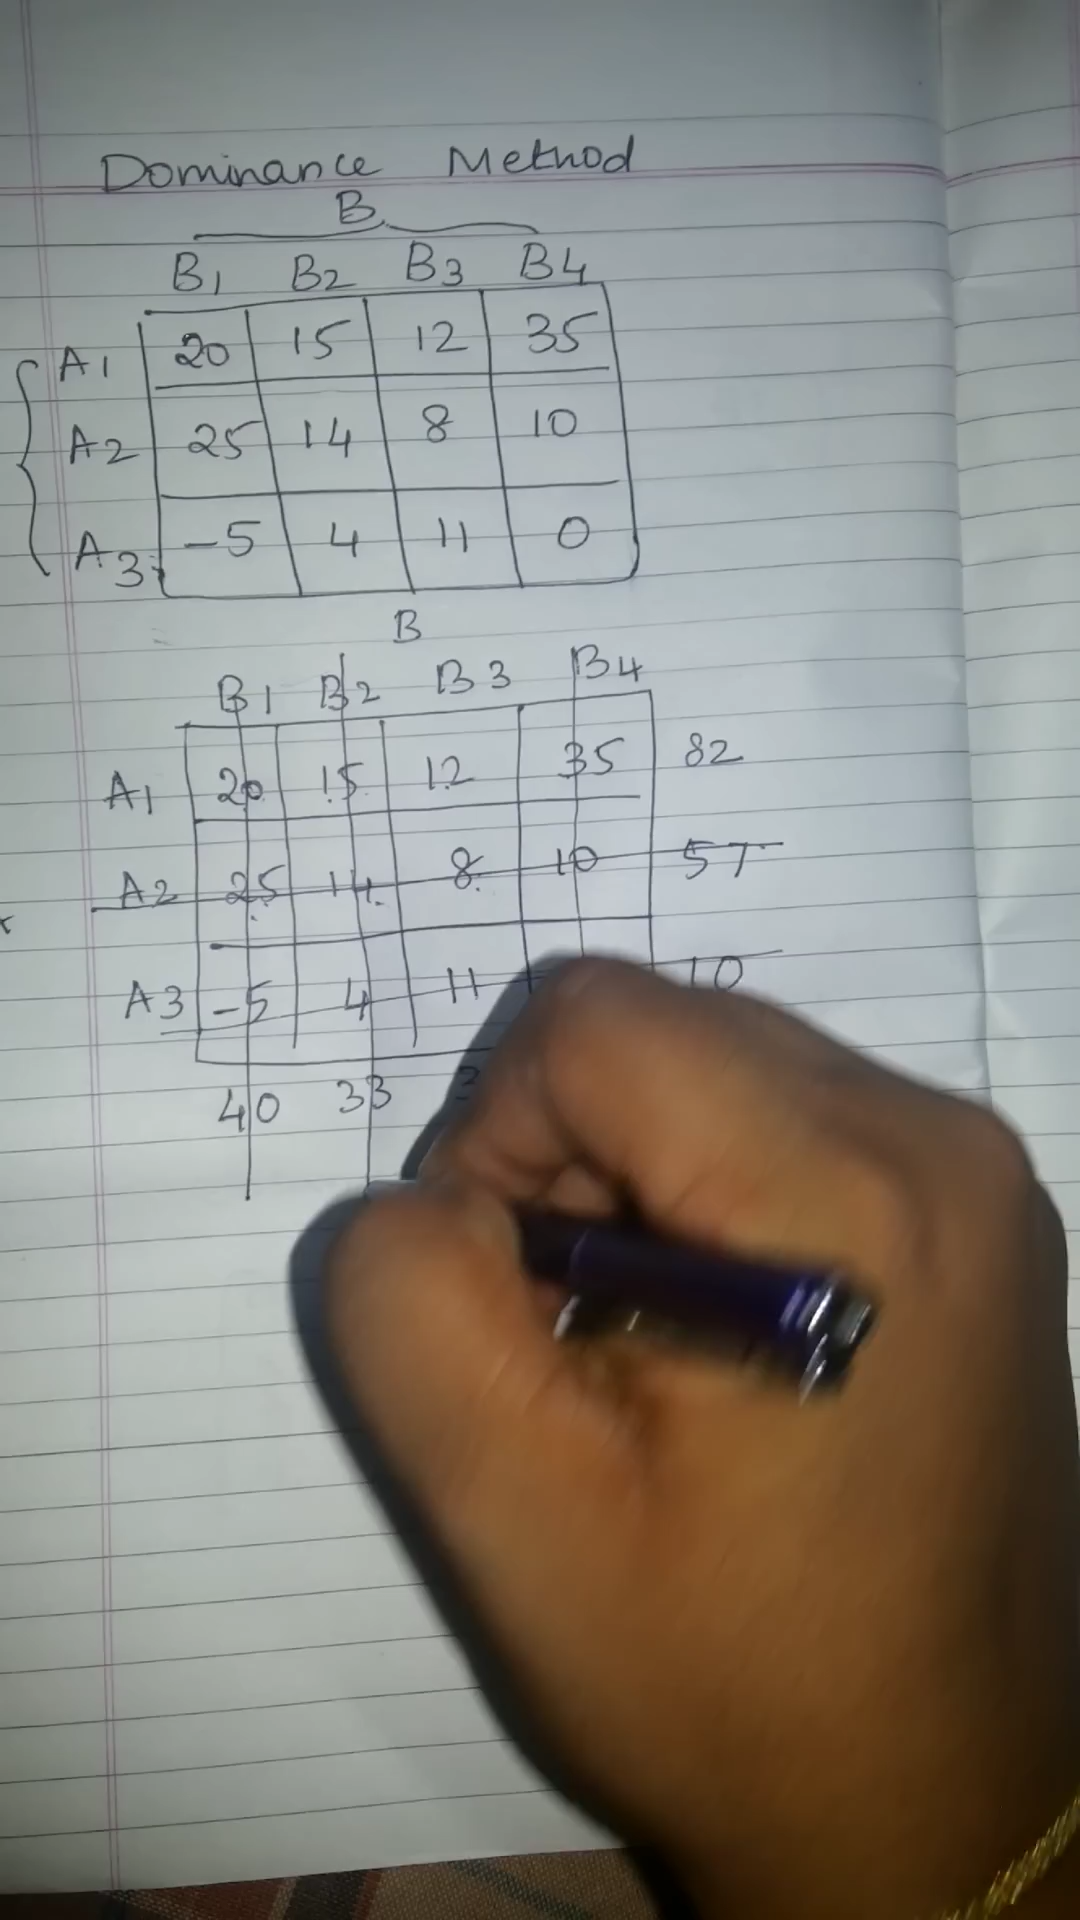 Dominance Method
B
B1 B2 B3 B4
A1 20 15 12 35
A2 25 14 8 10
A3 -5 4 11 0
B
B1 B2 B3 B4
A1 20 15 12 35 82
A2 25 14 8 10 57
A3 -5 4 11 10
40 33 3